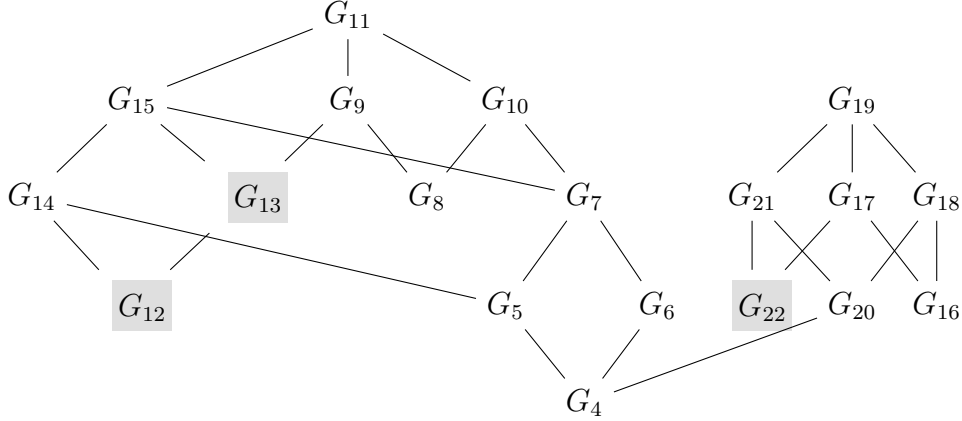 G₁₁
G₁₅ G₉ G₁₀ G₁₉
G₁₄ G₁₃ G₈ G₇ G₂₁ G₁₇ G₁₈
G₁₂ G₅ G₆ G₂₂ G₂₀ G₁₆
G₄